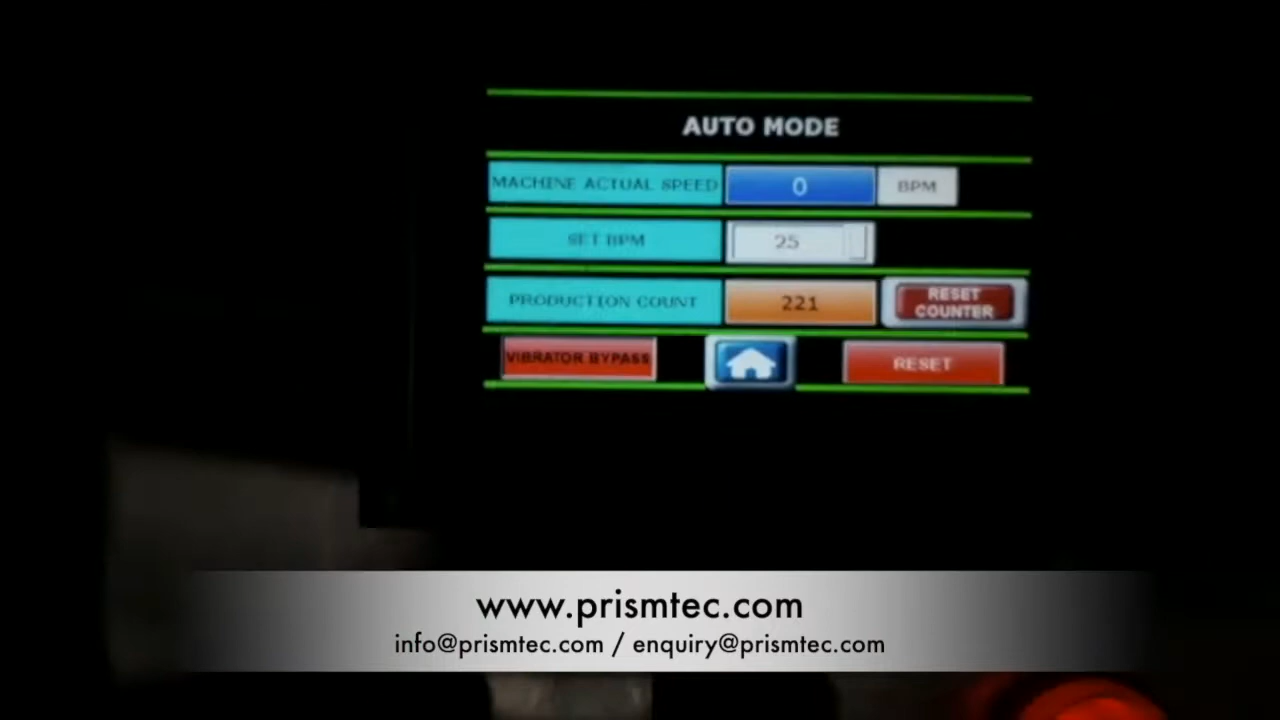 AUTO MODE
MACHINE ACTUAL SPEED 0 BPM
SET BPM 25
PRODUCTION COUNT 221 RESET COUNTER
VIBRATOR BYPASS RESET
www.prismtec.com
info@prismtec.com / enquiry@prismtec.com